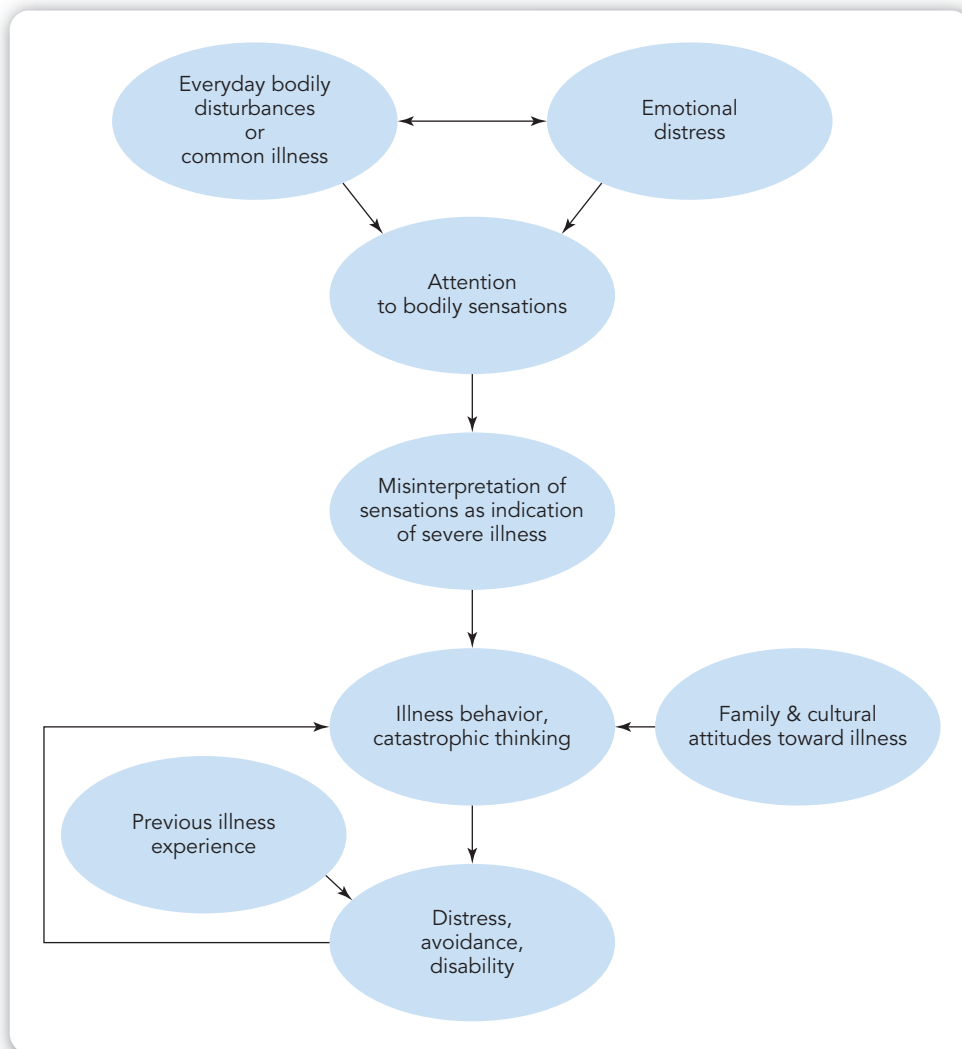 Everyday bodily
disturbances
or
common illness
Emotional
distress
Attention
to bodily sensations
Misinterpretation of
sensations as indication
of severe illness
Illness behavior,
catastrophic thinking
Family & cultural
attitudes toward illness
Previous illness
experience
Distress,
avoidance,
disability